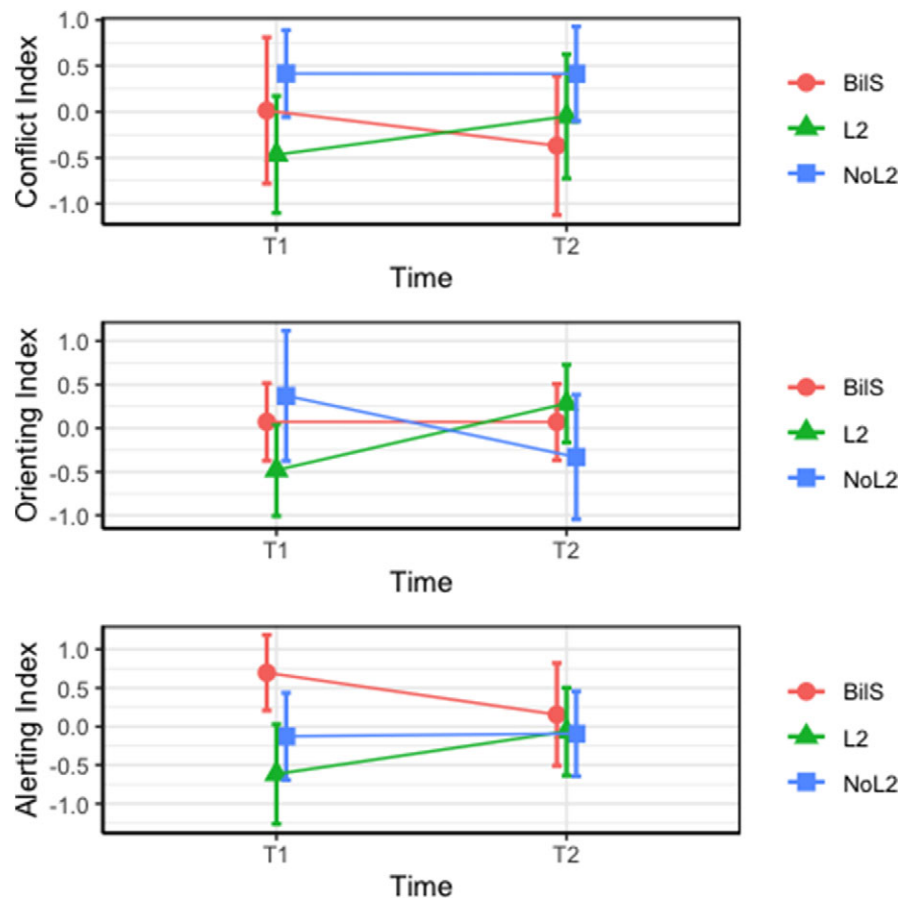 Conflict Index
1.0
0.5
0.0
-0.5
-1.0
T1 T2
Time
BilS
L2
NoL2
Orienting Index
1.0
0.5
0.0
-0.5
-1.0
T1 T2
Time
BilS
L2
NoL2
Alerting Index
1.0
0.5
0.0
-0.5
-1.0
T1 T2
Time
BilS
L2
NoL2